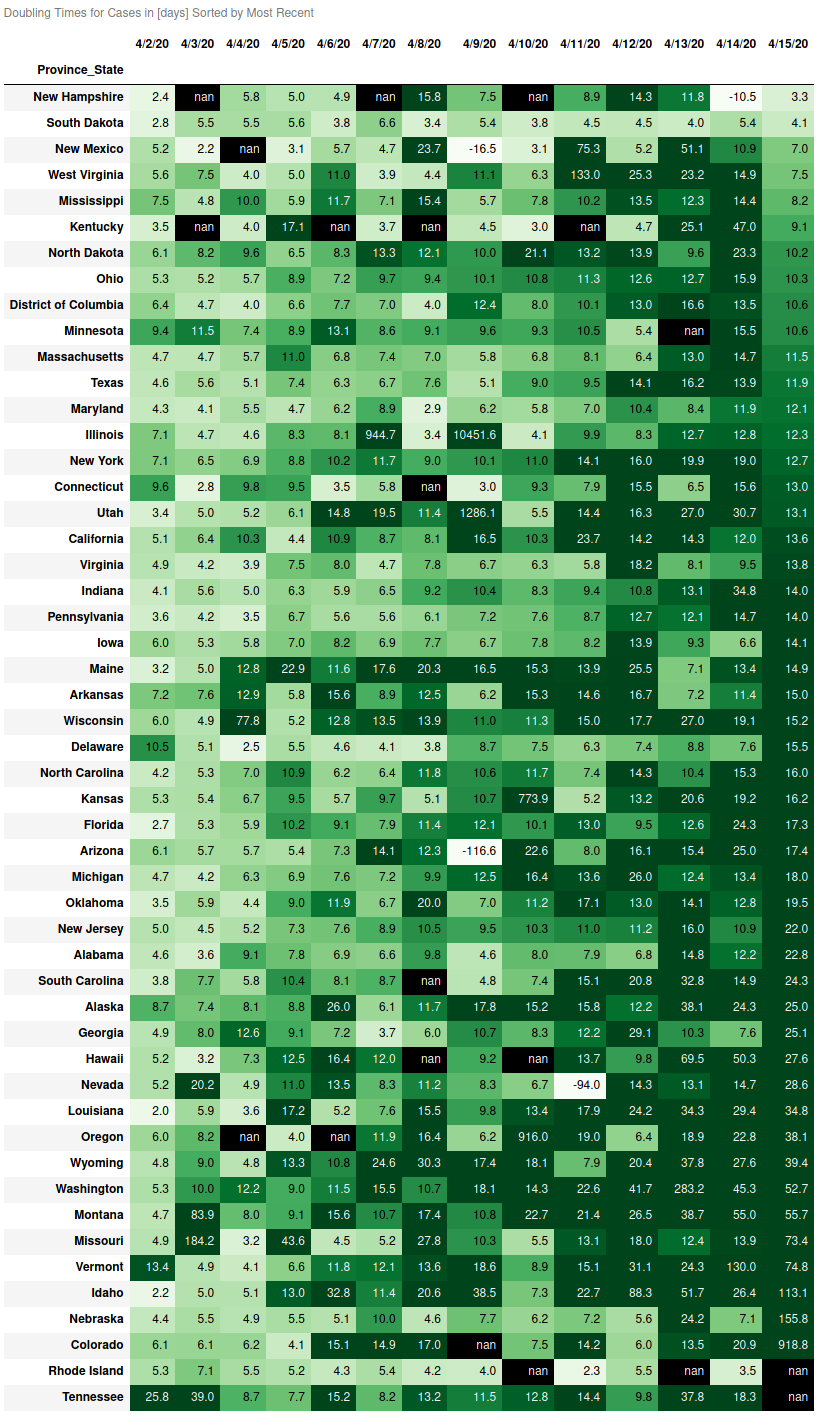 Doubling Times for Cases in [days] Sorted by Most Recent
4/2/20 4/3/20 4/4/20 4/5/20 4/6/20 4/7/20 4/8/20 4/9/20 4/10/20 4/11/20 4/12/20 4/13/20 4/14/20 4/15/20
Province_State
New Hampshire 2.4 nan 5.8 5.0 4.9 nan 15.8 7.5 nan 8.9 14.3 11.8 -10.5 3.3
South Dakota 2.8 5.5 5.5 5.6 3.8 6.6 3.4 5.4 3.8 4.5 4.5 4.0 5.4 4.1
New Mexico 5.2 2.2 nan 3.1 5.7 4.7 23.7 -16.5 3.1 75.3 5.2 51.1 10.9 7.0
West Virginia 5.6 7.5 4.0 5.0 11.0 3.9 4.4 11.1 6.3 133.0 25.3 23.2 14.9 7.5
Mississippi 7.5 4.8 10.0 5.9 11.7 7.1 15.4 5.7 7.8 10.2 13.5 12.3 14.4 8.2
Kentucky 3.5 nan 4.0 17.1 nan 3.7 nan 4.5 3.0 nan 4.7 25.1 47.0 9.1
North Dakota 6.1 8.2 9.6 6.5 8.3 13.3 12.1 10.0 21.1 13.2 13.9 9.6 23.3 10.2
Ohio 5.3 5.2 5.7 8.9 7.2 9.7 9.4 10.1 10.8 11.3 12.6 12.7 15.9 10.3
District of Columbia 6.4 4.7 4.0 6.6 7.7 7.0 4.0 12.4 8.0 10.1 13.0 16.6 13.5 10.6
Minnesota 9.4 11.5 7.4 8.9 13.1 8.6 9.1 9.6 9.3 10.5 5.4 nan 15.5 10.6
Massachusetts 4.7 4.7 5.7 11.0 6.8 7.4 7.0 5.8 6.8 8.1 6.4 13.0 14.7 11.5
Texas 4.6 5.6 5.1 7.4 6.3 6.7 7.6 5.1 9.0 9.5 14.1 16.2 13.9 11.9
Maryland 4.3 4.1 5.5 4.7 6.2 8.9 2.9 6.2 5.8 7.0 10.4 8.4 11.9 12.1
Illinois 7.1 4.7 4.6 8.3 8.1 944.7 3.4 10451.6 4.1 9.9 8.3 12.7 12.8 12.3
New York 7.1 6.5 6.9 8.8 10.2 11.7 9.0 10.1 11.0 14.1 16.0 19.9 19.0 12.7
Connecticut 9.6 2.8 9.8 9.5 3.5 5.8 nan 3.0 9.3 7.9 15.5 6.5 15.6 13.0
Utah 3.4 5.0 5.2 6.1 14.8 19.5 11.4 1286.1 5.5 14.4 16.3 27.0 30.7 13.1
California 5.1 6.4 10.3 4.4 10.9 8.7 8.1 16.5 10.3 23.7 14.2 14.3 12.0 13.6
Virginia 4.9 4.2 3.9 7.5 8.0 4.7 7.8 6.7 6.3 5.8 18.2 8.1 9.5 13.8
Indiana 4.1 5.6 5.0 6.3 5.9 6.5 9.2 10.4 8.3 9.4 10.8 13.1 34.8 14.0
Pennsylvania 3.6 4.2 3.5 6.7 5.6 5.6 6.1 7.2 7.6 8.7 12.7 12.1 14.7 14.0
Iowa 6.0 5.3 5.8 7.0 8.2 6.9 7.7 6.7 7.8 8.2 13.9 9.3 6.6 14.1
Maine 3.2 5.0 12.8 22.9 11.6 17.6 20.3 16.5 15.3 13.9 25.5 7.1 13.4 14.9
Arkansas 7.2 7.6 12.9 5.8 15.6 8.9 12.5 6.2 15.3 14.6 16.7 7.2 11.4 15.0
Wisconsin 6.0 4.9 77.8 5.2 12.8 13.5 13.9 11.0 11.3 15.0 17.7 27.0 19.1 15.2
Delaware 10.5 5.1 2.5 5.5 4.6 4.1 3.8 8.7 7.5 6.3 7.4 8.8 7.6 15.5
North Carolina 4.2 5.3 7.0 10.9 6.2 6.4 11.8 10.6 11.7 7.4 14.3 10.4 15.3 16.0
Kansas 5.3 5.4 6.7 9.5 5.7 9.7 5.1 10.7 773.9 5.2 13.2 20.6 19.2 16.2
Florida 2.7 5.3 5.9 10.2 9.1 7.9 11.4 12.1 10.1 13.0 9.5 12.6 24.3 17.3
Arizona 6.1 5.7 5.7 5.4 7.3 14.1 12.3 -116.6 22.6 8.0 16.1 15.4 25.0 17.4
Michigan 4.7 4.2 6.3 6.9 7.6 7.2 9.9 12.5 16.4 13.6 26.0 12.4 13.4 18.0
Oklahoma 3.5 5.9 4.4 9.0 11.9 6.7 20.0 7.0 11.2 17.1 13.0 14.1 12.8 19.5
New Jersey 5.0 4.5 5.2 7.3 7.6 8.9 10.5 9.5 10.3 11.0 11.2 16.0 10.9 22.0
Alabama 4.6 3.6 9.1 7.8 6.9 6.6 9.8 4.6 8.0 7.9 6.8 14.8 12.2 22.8
South Carolina 3.8 7.7 5.8 10.4 8.1 8.7 nan 4.8 7.4 15.1 20.8 32.8 14.9 24.3
Alaska 8.7 7.4 8.1 8.8 26.0 6.1 11.7 17.8 15.2 15.8 12.2 38.1 24.3 25.0
Georgia 4.9 8.0 12.6 9.1 7.2 3.7 6.0 10.7 8.3 12.2 29.1 10.3 7.6 25.1
Hawaii 5.2 3.2 7.3 12.5 16.4 12.0 nan 9.2 nan 13.7 9.8 69.5 50.3 27.6
Nevada 5.2 20.2 4.9 11.0 13.5 8.3 11.2 8.3 6.7 -94.0 14.3 13.1 14.7 28.6
Louisiana 2.0 5.9 3.6 17.2 5.2 7.6 15.5 9.8 13.4 17.9 24.2 34.3 29.4 34.8
Oregon 6.0 8.2 nan 4.0 nan 11.9 16.4 6.2 916.0 19.0 6.4 18.9 22.8 38.1
Wyoming 4.8 9.0 4.8 13.3 10.8 24.6 30.3 17.4 18.1 7.9 20.4 37.8 27.6 39.4
Washington 5.3 10.0 12.2 9.0 11.5 15.5 10.7 18.1 14.3 22.6 41.7 283.2 45.3 52.7
Montana 4.7 83.9 8.0 9.1 15.6 10.7 17.4 10.8 22.7 21.4 26.5 38.7 55.0 55.7
Missouri 4.9 184.2 3.2 43.6 4.5 5.2 27.8 10.3 5.5 13.1 18.0 12.4 13.9 73.4
Vermont 13.4 4.9 4.1 6.6 11.8 12.1 13.6 18.6 8.9 15.1 31.1 24.3 130.0 74.8
Idaho 2.2 5.0 5.1 13.0 32.8 11.4 20.6 38.5 7.3 22.7 88.3 51.7 26.4 113.1
Nebraska 4.4 5.5 4.9 5.5 5.1 10.0 4.6 7.7 6.2 7.2 5.6 24.2 7.1 155.8
Colorado 6.1 6.1 6.2 4.1 15.1 14.9 17.0 nan 7.5 14.2 6.0 13.5 20.9 918.8
Rhode Island 5.3 7.1 5.5 5.2 4.3 5.4 4.2 4.0 nan 2.3 5.5 nan 3.5 nan
Tennessee 25.8 39.0 8.7 7.7 15.2 8.2 13.2 11.5 12.8 14.4 9.8 37.8 18.3 nan